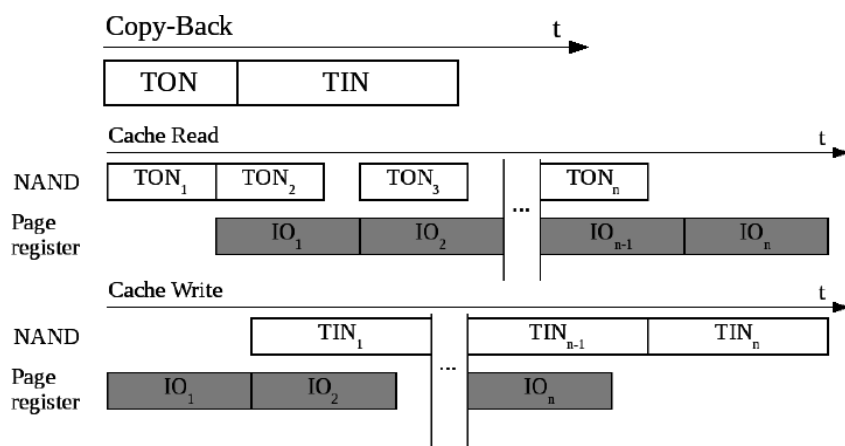 Copy-Back
t
TON TIN
Cache Read
t
NAND TON1 TON2 TON3 ... TONn
Page register IO1 IO2 IOn-1 IOn
Cache Write
t
NAND TIN1 ... TINn-1 TINn
Page register IO1 IO2 IOn